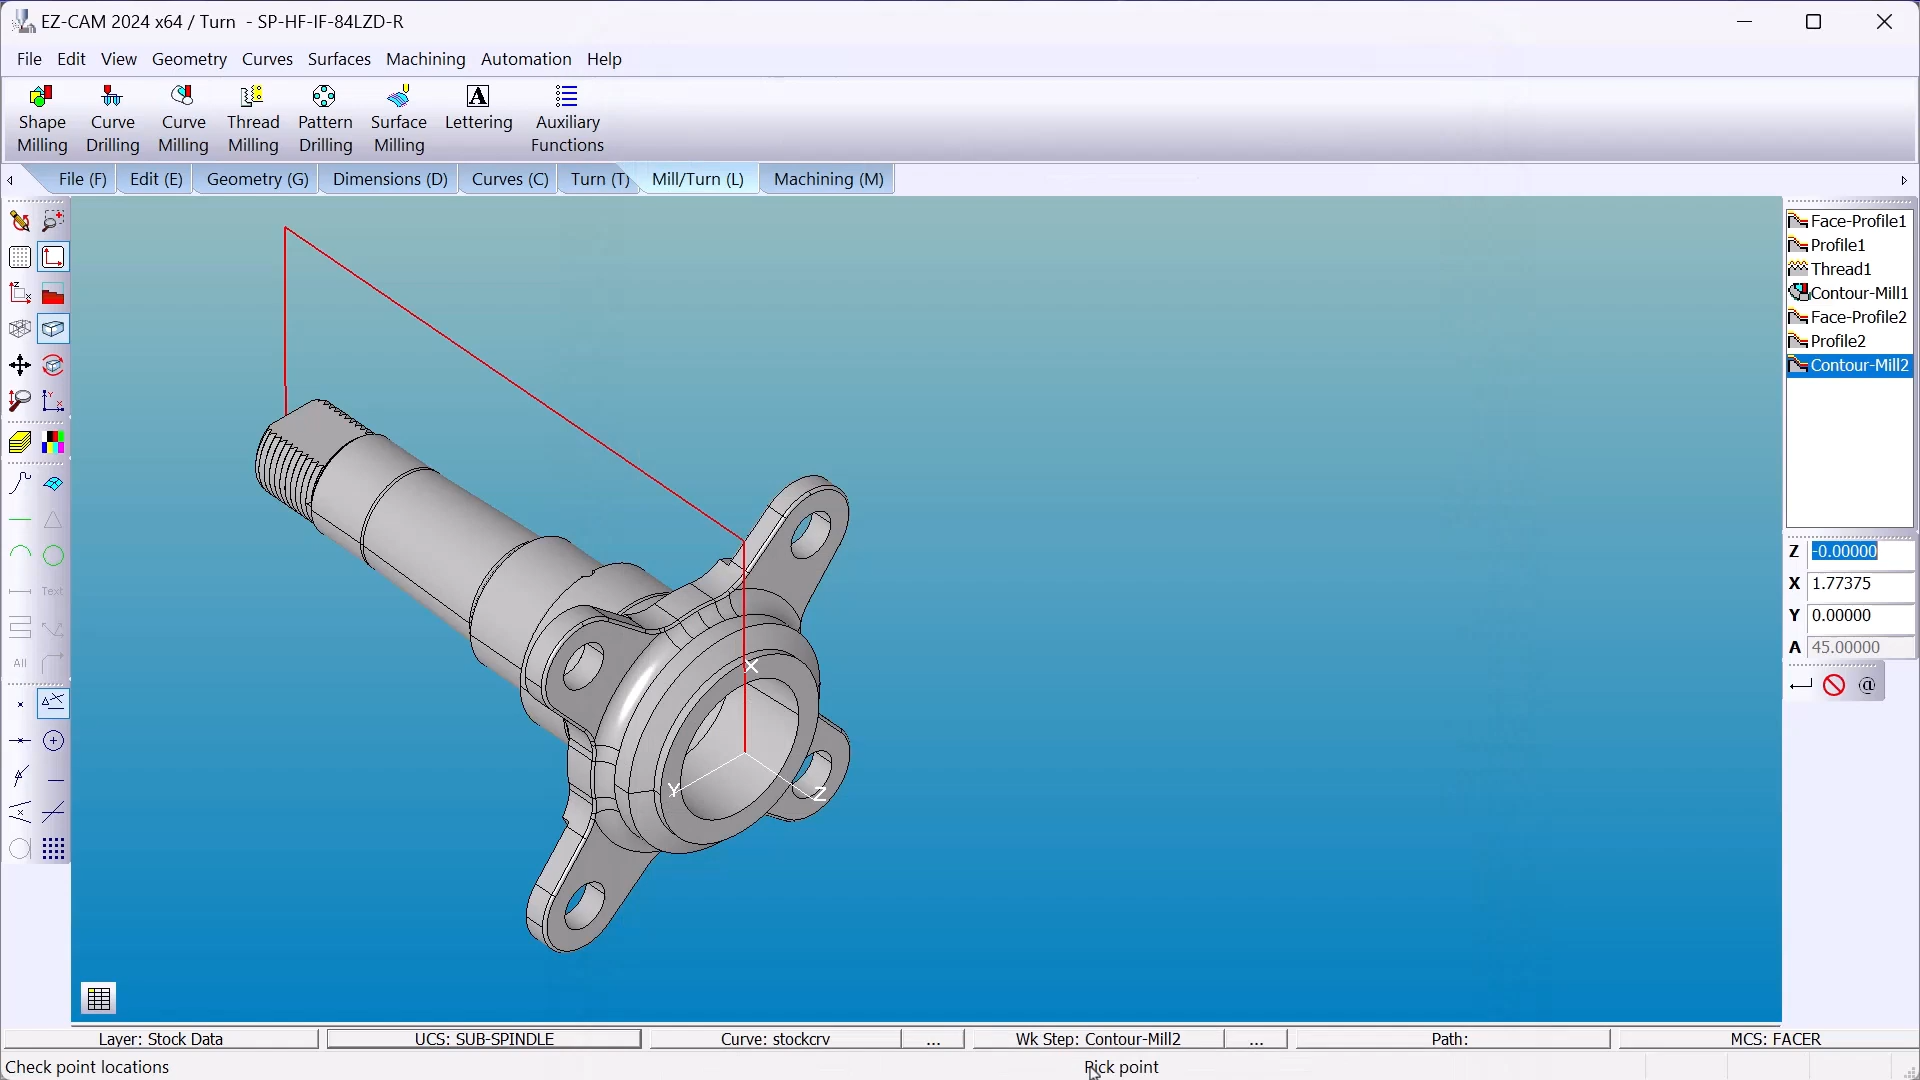 EZ-CAM 2024 x64 / Turn - SP-HF-IF-84LZD-R
File Edit View Geometry Curves Surfaces Machining Automation Help
Shape Milling
Curve Drilling
Curve Milling
Thread Milling
Pattern Drilling
Surface Milling
Lettering
Auxiliary Functions
File (F) Edit (E) Geometry (G) Dimensions (D) Curves (C) Turn (T) Mill/Turn (L) Machining (M)
Face-Profile1
Profile1
Thread1
Contour-Mill1
Face-Profile2
Profile2
Contour-Mill2
Z -0.00000
X 1.77375
Y 0.00000
A 45.00000
@
Text
All
X
Y
Z
Layer: Stock Data UCS: SUB-SPINDLE Curve: stockcrv ... Wk Step: Contour-Mill2 ... Path: MCS: FACER
Check point locations Pick point